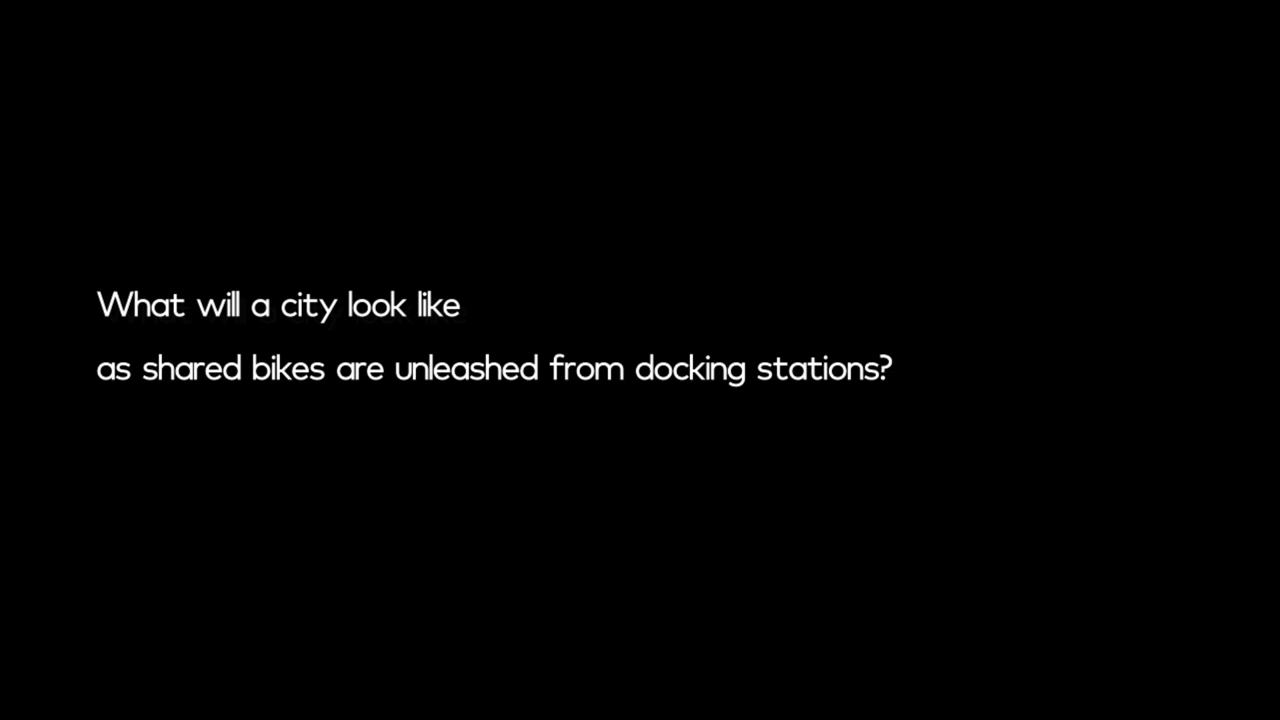 What will a city look like
as shared bikes are unleashed from docking stations?